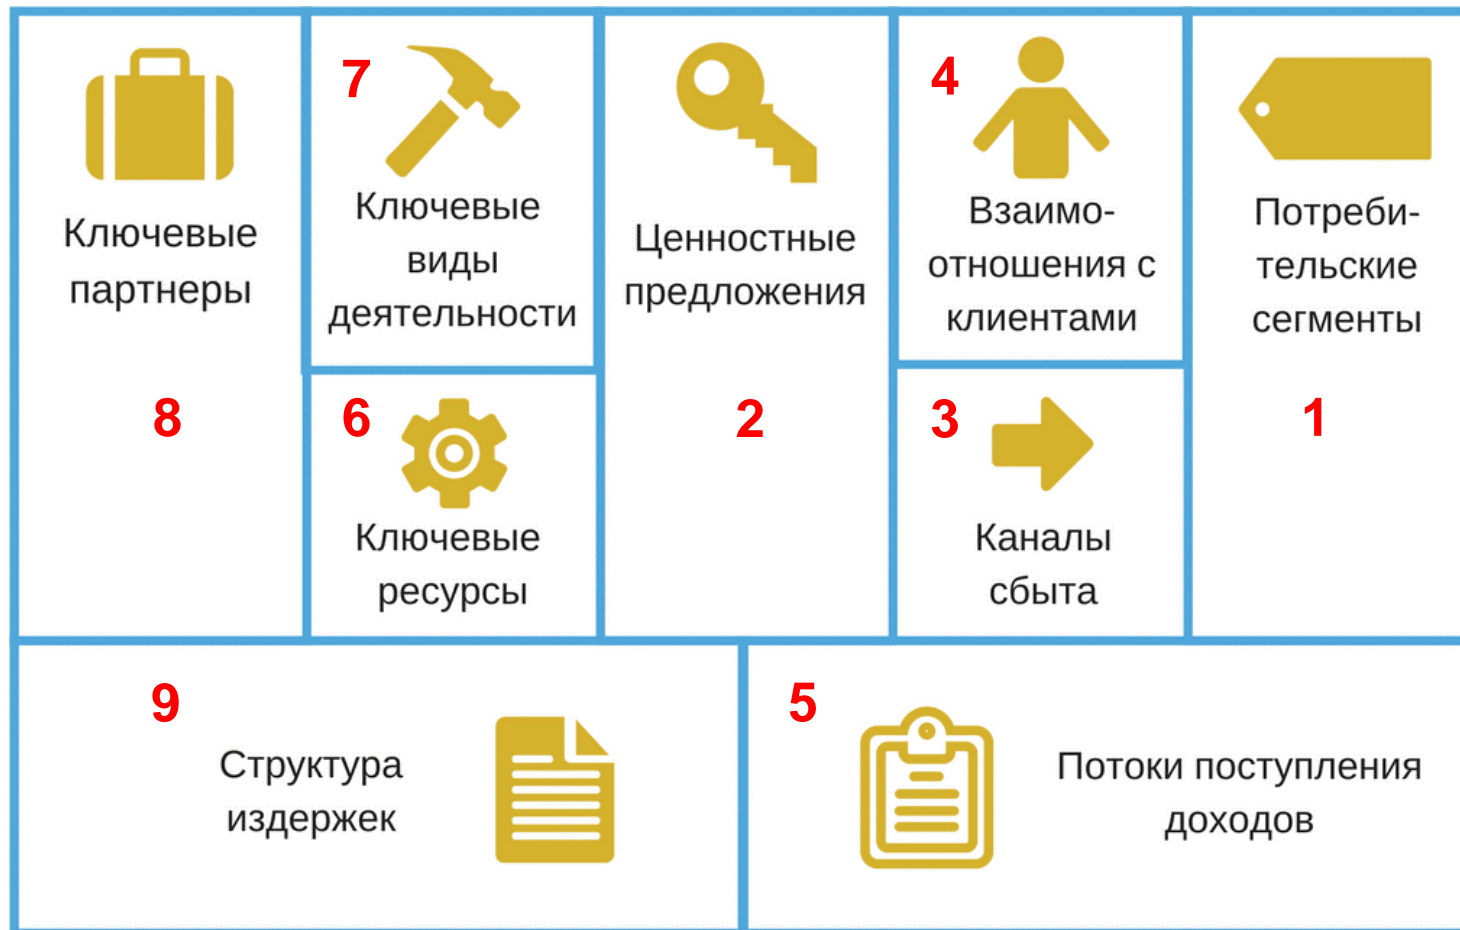 Ключевые
партнеры
8
7
Ключевые
виды
деятельности
6
Ключевые
ресурсы
Ценностные
предложения
2
4
Взаимо-
отношения с
клиентами
3
Каналы
сбыта
Потреби-
тельские
сегменты
1
9
Структура
издержек
5
Потоки поступления
доходов